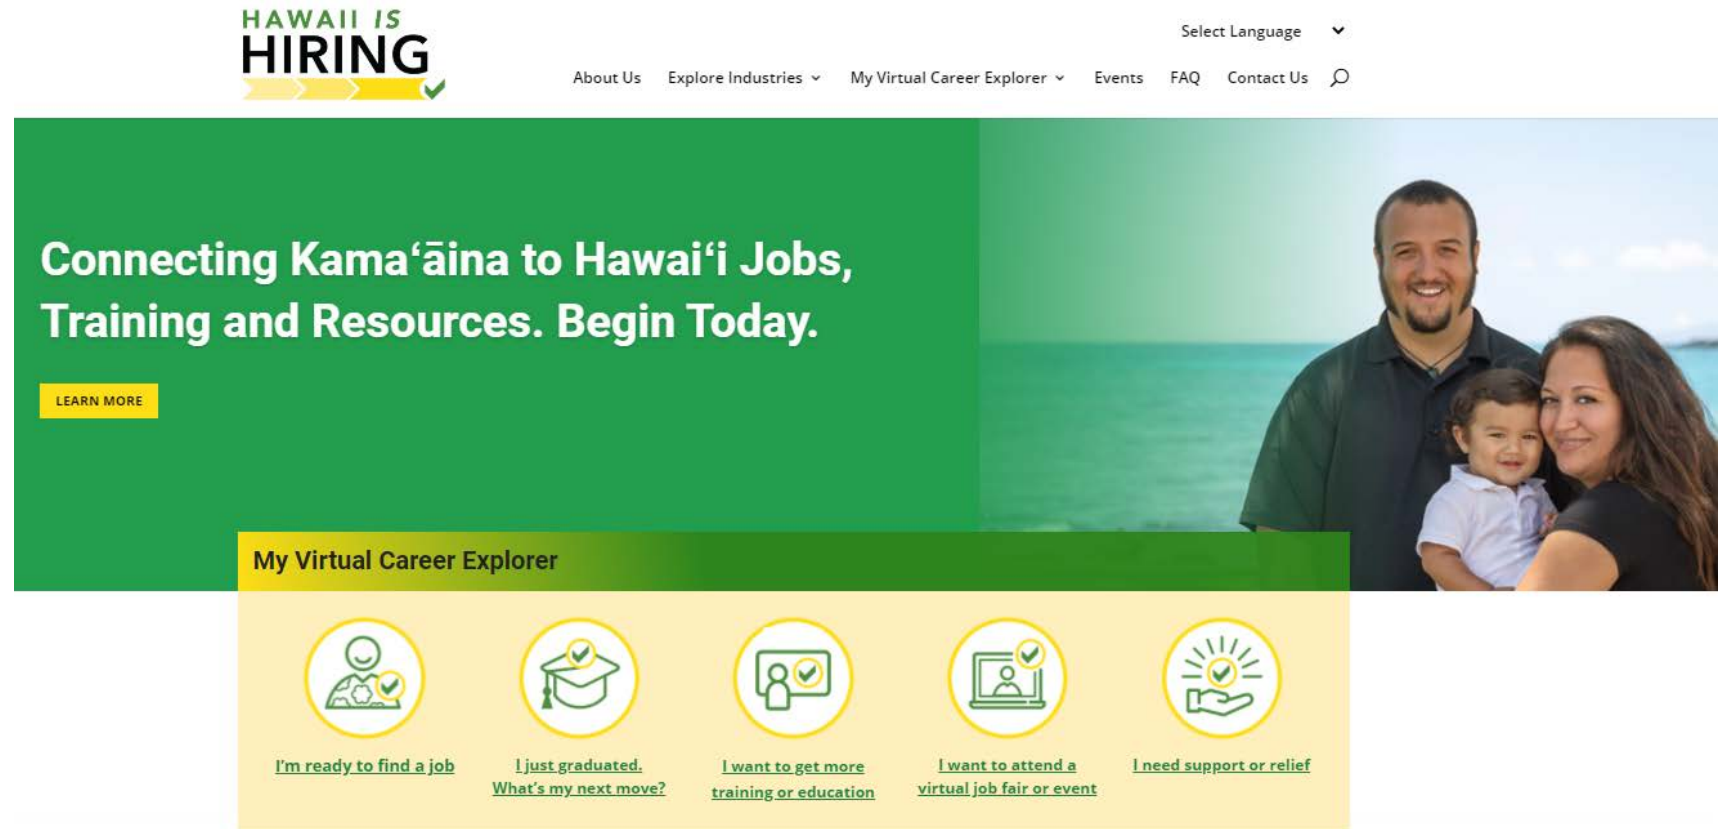 HAWAII IS
HIRING
Select Language
About Us Explore Industries My Virtual Career Explorer Events FAQ Contact Us
Connecting Kamaʻāina to Hawaiʻi Jobs,
Training and Resources. Begin Today.
LEARN MORE
My Virtual Career Explorer
I'm ready to find a job
I just graduated.
What's my next move?
I want to get more
training or education
I want to attend a
virtual job fair or event
I need support or relief